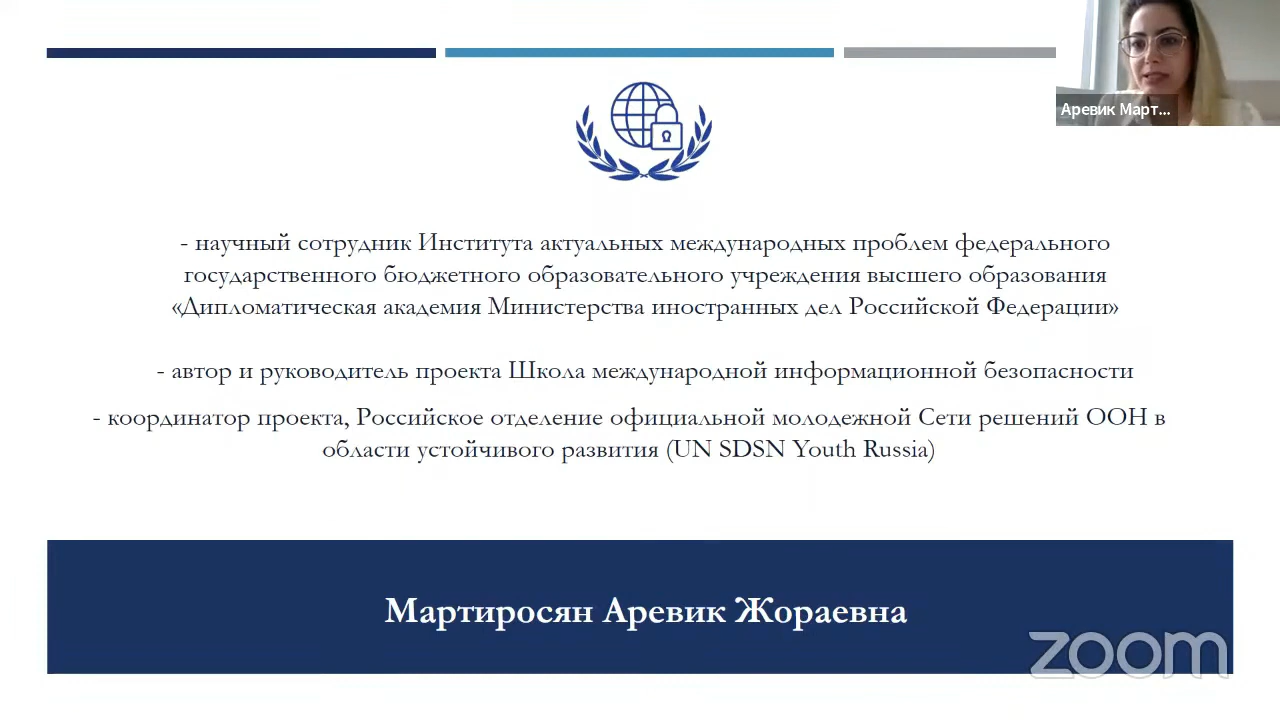 Аревик Март...
- научный сотрудник Института актуальных международных проблем федерального
государственного бюджетного образовательного учреждения высшего образования
«Дипломатическая академия Министерства иностранных дел Российской Федерации»
- автор и руководитель проекта Школа международной информационной безопасности
- координатор проекта, Российское отделение официальной молодежной Сети решений ООН в
области устойчивого развития (UN SDSN Youth Russia)
Мартиросян Аревик Жораевна
zoom